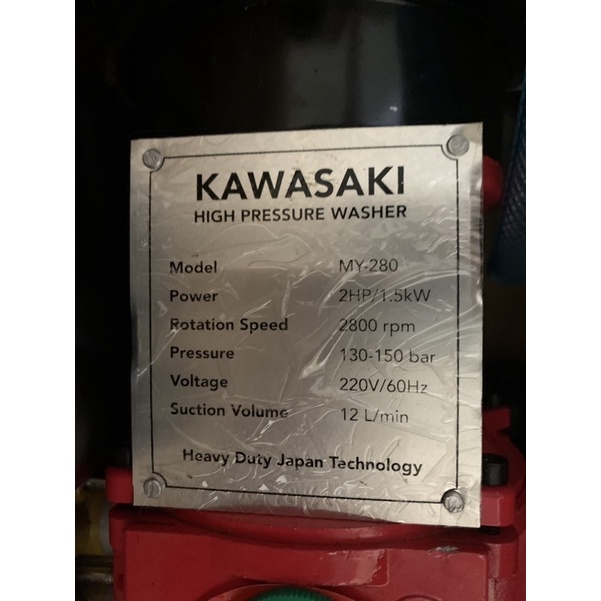 KAWASAKI
HIGH PRESSURE WASHER
Model MY-280
Power 2HP/1.5kW
Rotation Speed 2800 rpm
Pressure 130-150 bar
Voltage 220V/60Hz
Suction Volume 12 L/min
Heavy Duty Japan Technology